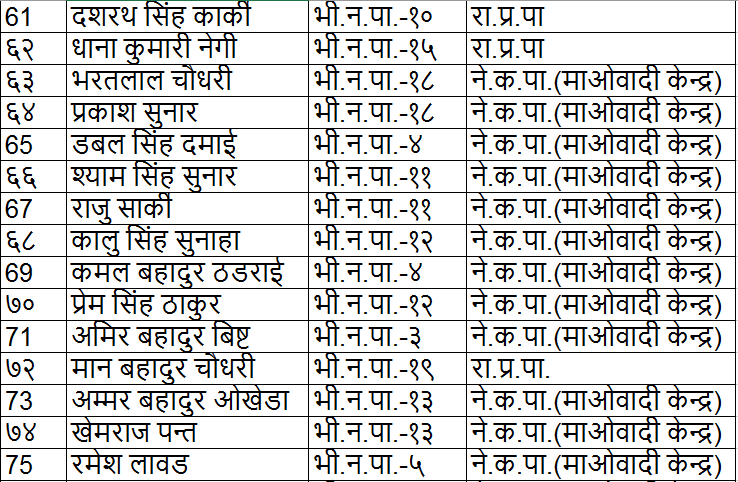 61 दशरथ सिंह कार्की भी.न.पा.-१० रा.प्र.पा
६२ धाना कुमारी नेगी भी.न.पा.-१५ रा.प्र.पा
६३ भरतलाल चौधरी भी.न.पा.-१८ ने.क.पा.(माओवादी केन्द्र)
६४ प्रकाश सुनार भी.न.पा.-१८ ने.क.पा.(माओवादी केन्द्र)
65 डबल सिंह दमाई भी.न.पा.-४ ने.क.पा.(माओवादी केन्द्र)
६६ श्याम सिंह सुनार भी.न.पा.-११ ने.क.पा.(माओवादी केन्द्र)
67 राजु सार्की भी.न.पा.-११ ने.क.पा.(माओवादी केन्द्र)
६८ कालु सिंह सुनाहा भी.न.पा.-१२ ने.क.पा.(माओवादी केन्द्र)
69 कमल बहादुर ठडराई भी.न.पा.-४ ने.क.पा.(माओवादी केन्द्र)
७० प्रेम सिंह ठाकुर भी.न.पा.-१२ ने.क.पा.(माओवादी केन्द्र)
71 अमिर बहादुर बिष्ट भी.न.पा.-३ ने.क.पा.(माओवादी केन्द्र)
७२ मान बहादुर चौधरी भी.न.पा.-१९ रा.प्र.पा.
73 अम्मर बहादुर ओखेडा भी.न.पा.-१३ ने.क.पा.(माओवादी केन्द्र)
७४ खेमराज पन्त भी.न.पा.-१३ ने.क.पा.(माओवादी केन्द्र)
75 रमेश लावड भी.न.पा.-५ ने.क.पा.(माओवादी केन्द्र)